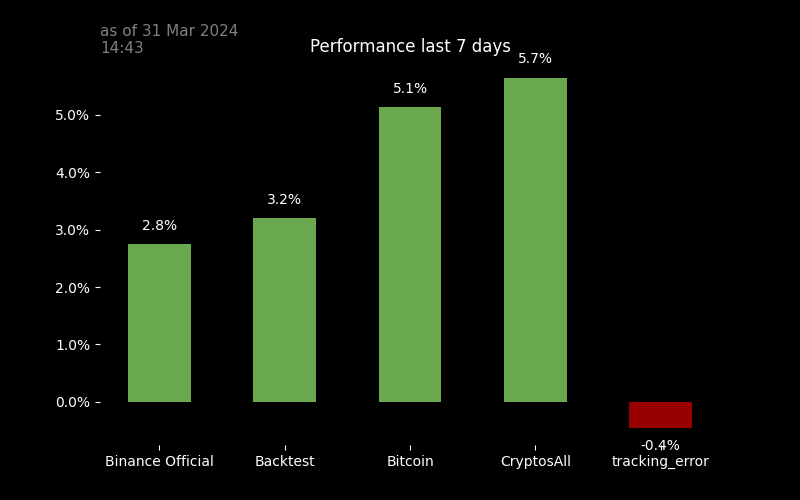 as of 31 Mar 2024
14:43
Performance last 7 days
5.7%
5.1%
5.0%
4.0%
3.2%
3.0%
2.8%
2.0%
1.0%
0.0%
-0.4%
Binance Official
Backtest
Bitcoin
CryptosAll
tracking_error